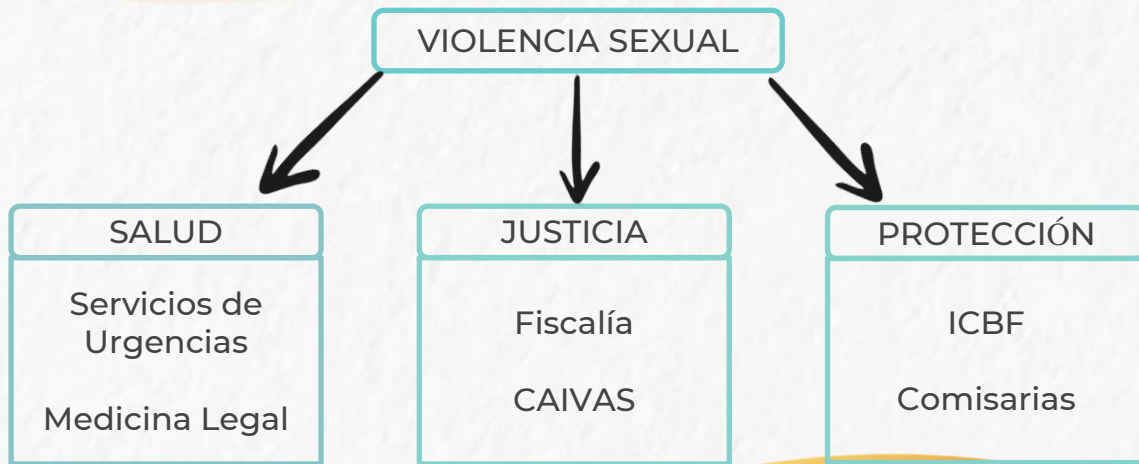 VIOLENCIA SEXUAL
SALUD
Servicios de
Urgencias
Medicina Legal
JUSTICIA
Fiscalía
CAIVAS
PROTECCIÓN
ICBF
Comisarias